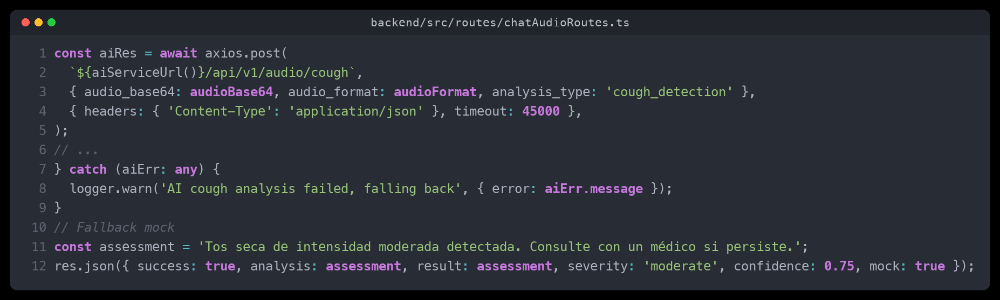 backend/src/routes/chatAudioRoutes.ts
1 const aiRes = await axios.post(
2   `${aiServiceUrl()}/api/v1/audio/cough`,
3   { audio_base64: audioBase64, audio_format: audioFormat, analysis_type: 'cough_detection' },
4   { headers: { 'Content-Type': 'application/json' }, timeout: 45000 },
5 );
6 // ...
7 } catch (aiErr: any) {
8   logger.warn('AI cough analysis failed, falling back', { error: aiErr.message });
9 }
10 // Fallback mock
11 const assessment = 'Tos seca de intensidad moderada detectada. Consulte con un médico si persiste.';
12 res.json({ success: true, analysis: assessment, result: assessment, severity: 'moderate', confidence: 0.75, mock: true });